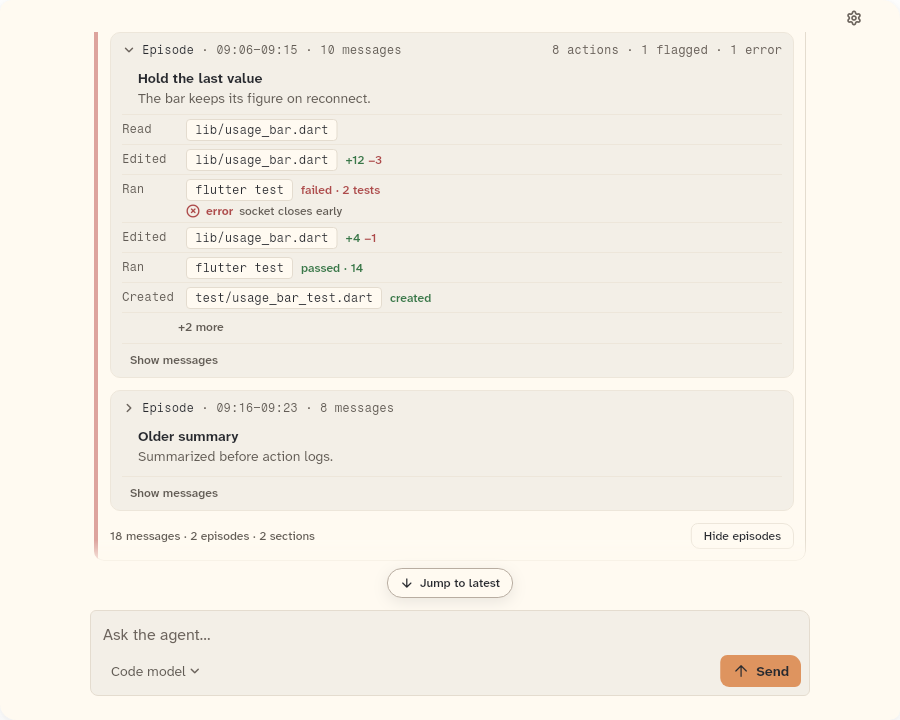 Episode · 09:06–09:15 · 10 messages 8 actions · 1 flagged · 1 error
Hold the last value
The bar keeps its figure on reconnect.
Read lib/usage_bar.dart
Edited lib/usage_bar.dart +12 −3
Ran flutter test failed · 2 tests
error socket closes early
Edited lib/usage_bar.dart +4 −1
Ran flutter test passed · 14
Created test/usage_bar_test.dart created
+2 more
Show messages
Episode · 09:16–09:23 · 8 messages
Older summary
Summarized before action logs.
Show messages
18 messages · 2 episodes · 2 sections Hide episodes
Jump to latest
Ask the agent...
Code model Send